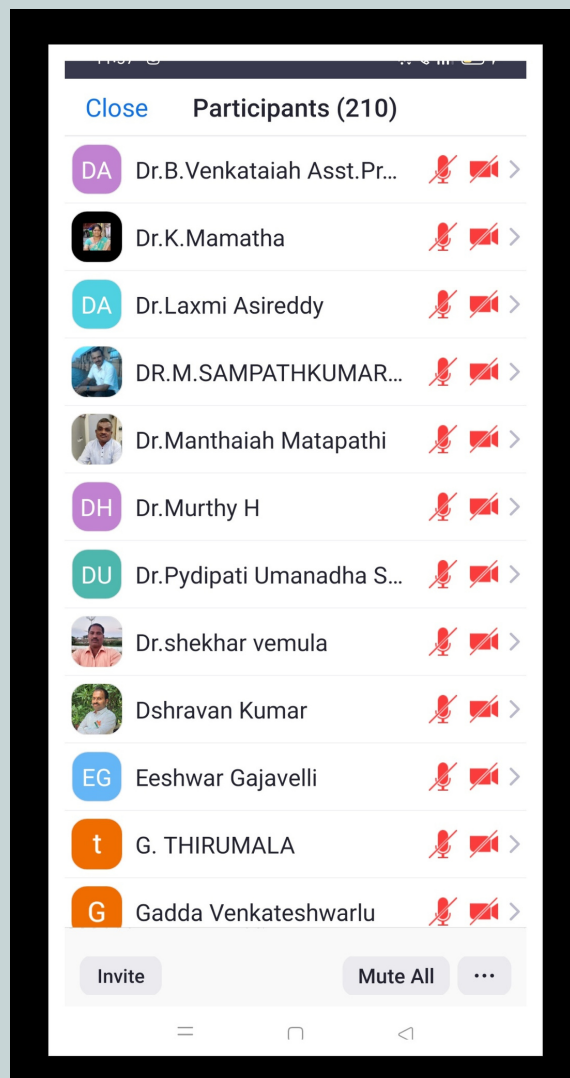 Close Participants (210)
DA Dr.B.Venkataiah Asst.Pr...
Dr.K.Mamatha
DA Dr.Laxmi Asireddy
DR.M.SAMPATHKUMAR...
Dr.Manthaiah Matapathi
DH Dr.Murthy H
DU Dr.Pydipati Umanadha S...
Dr.shekhar vemula
Dshravan Kumar
EG Eeshwar Gajavelli
t G. THIRUMALA
G Gadda Venkateshwarlu
Invite Mute All ...